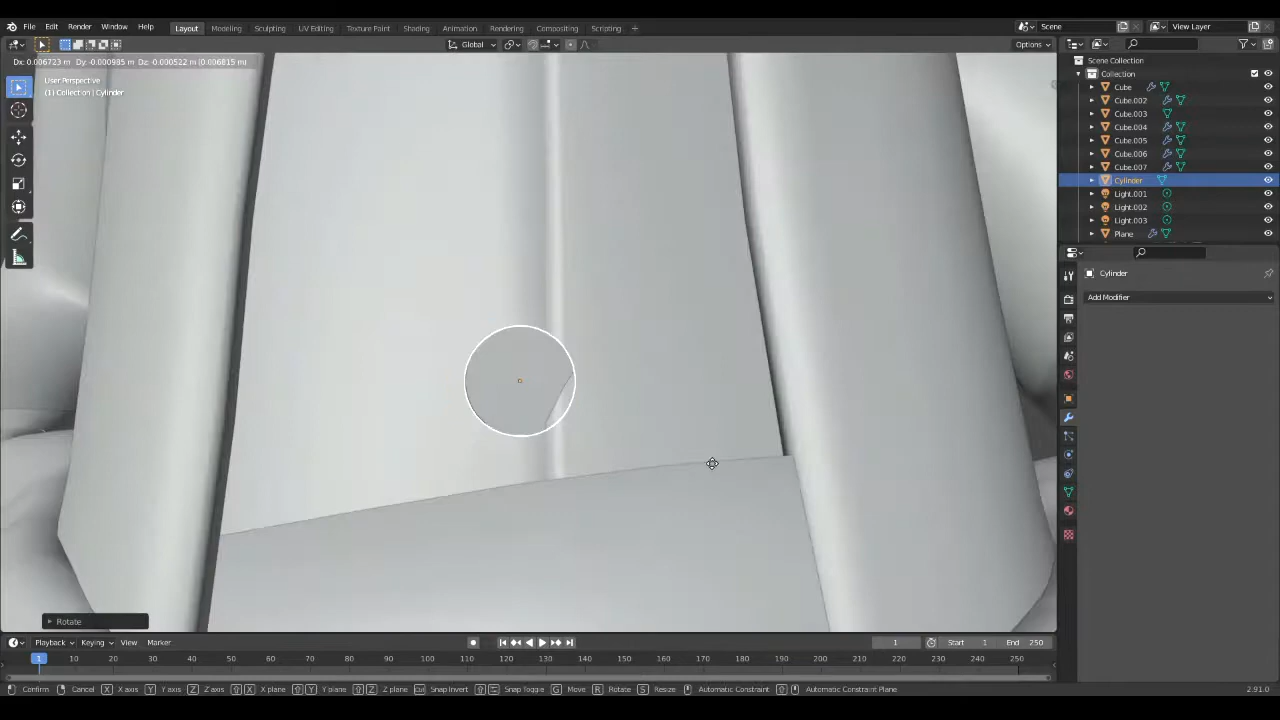 File Edit Render Window Help Layout Modeling Sculpting UV Editing Texture Paint Shading Animation Rendering Compositing Scripting + Scene View Layer
Global Options
Dx: 0.006723 m Dy: -0.000985 m Dz: -0.000522 m (0.006815 m)
User Perspective
(1) Collection | Cylinder
Scene Collection
Collection
Cube
Cube.002
Cube.003
Cube.004
Cube.005
Cube.006
Cube.007
Cylinder
Light.001
Light.002
Light.003
Plane
Cylinder
Add Modifier
Rotate
Playback Keying View Marker 1 Start 1 End 250
1 10 20 30 40 50 60 70 80 90 100 110 120 130 140 150 160 170 180 190 200 210 220 230 240 250
Confirm Cancel X X axis Y Y axis Z Z axis X X plane Y Y plane Z Z plane Snap Invert Snap Toggle G Move R Rotate S Resize Automatic Constraint Automatic Constraint Plane 2.91.0